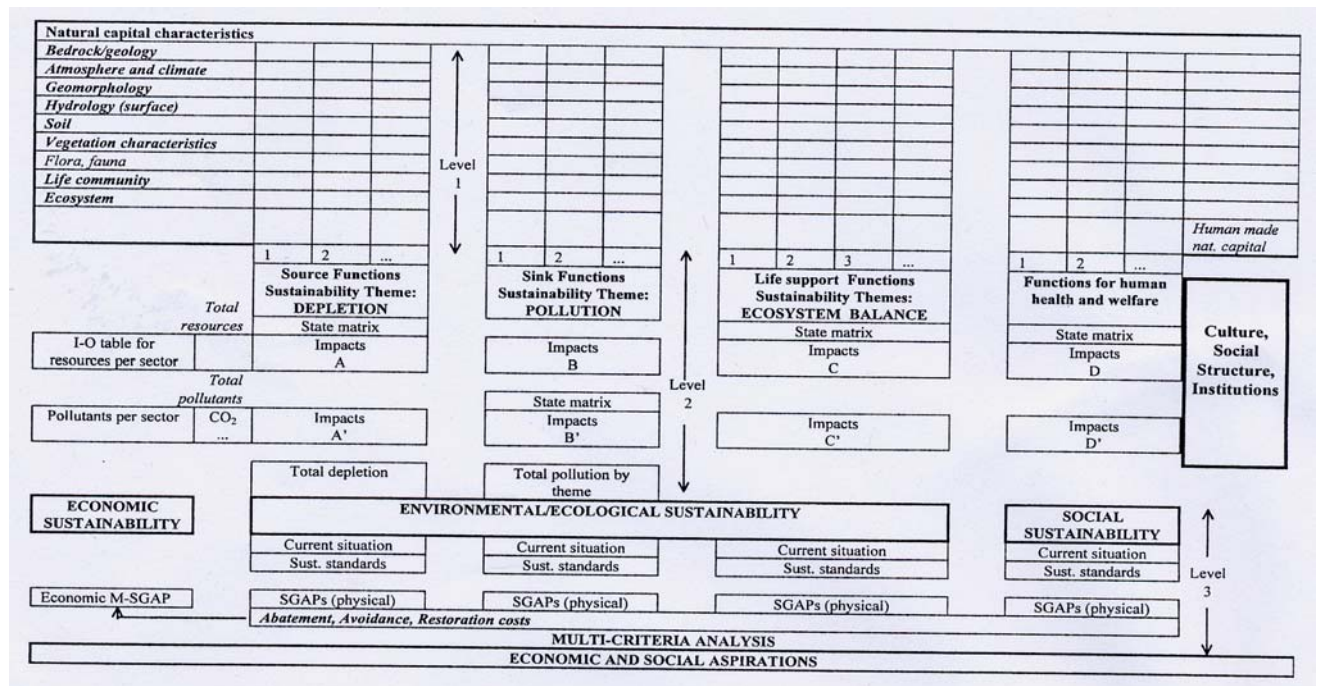 Natural capital characteristics
Bedrock/geology
Atmosphere and climate
Geomorphology
Hydrology (surface)
Soil
Vegetation characteristics
Flora, fauna
Life community
Ecosystem
Level
1
Human made
nat. capital
1 2 ...
1 2 ...
1 2 3 ...
1 2 ...
Source Functions
Sustainability Theme:
DEPLETION
State matrix
Sink Functions
Sustainability Theme:
POLLUTION
Life support Functions
Sustainability Themes:
ECOSYSTEM BALANCE
State matrix
Functions for human
health and welfare
State matrix
Culture,
Social
Structure,
Institutions
Total
resources
I-O table for
resources per sector
Impacts
A
Impacts
B
Impacts
C
Impacts
D
Level
2
Total
pollutants
Pollutants per sector
CO2
...
Impacts
A'
State matrix
Impacts
B'
Impacts
C'
Impacts
D'
Total depletion
Total pollution by
theme
ECONOMIC
SUSTAINABILITY
ENVIRONMENTAL/ECOLOGICAL SUSTAINABILITY
SOCIAL
SUSTAINABILITY
Current situation
Sust. standards
Current situation
Sust. standards
Current situation
Sust. standards
Current situation
Sust. standards
Level
3
Economic M-SGAP
SGAPs (physical)
SGAPs (physical)
SGAPs (physical)
SGAPs (physical)
Abatement, Avoidance, Restoration costs
MULTI-CRITERIA ANALYSIS
ECONOMIC AND SOCIAL ASPIRATIONS